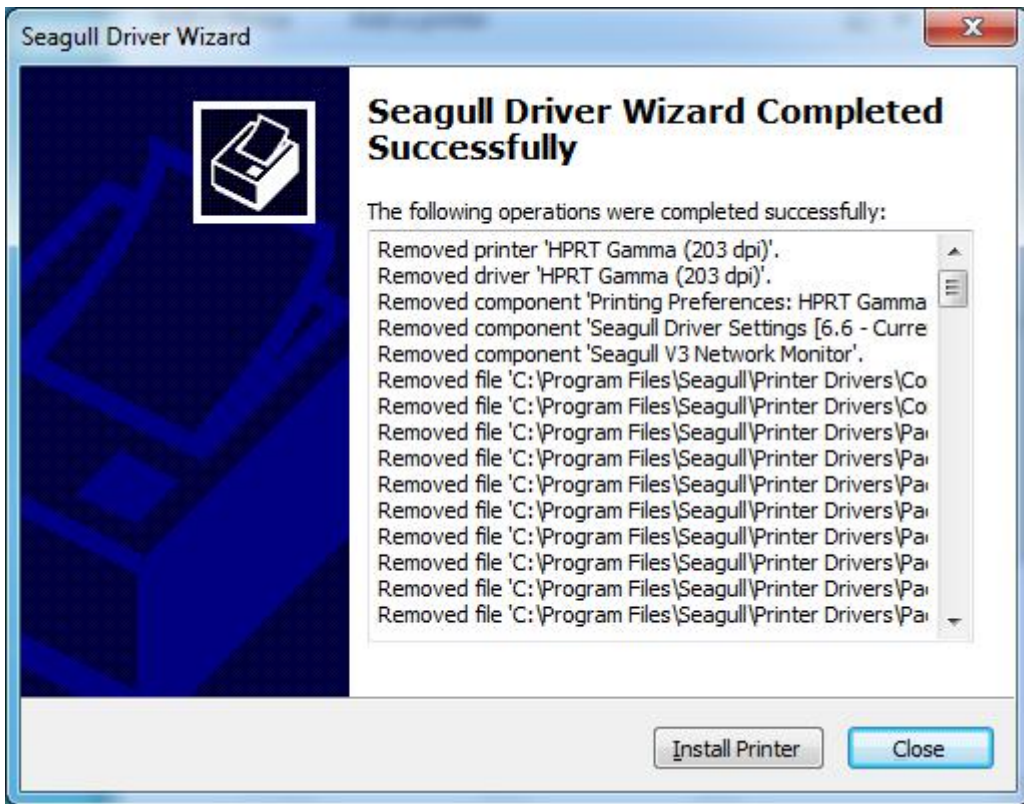 Seagull Driver Wizard
Seagull Driver Wizard Completed
Successfully
The following operations were completed successfully:
Removed printer 'HPRT Gamma (203 dpi)'.
Removed driver 'HPRT Gamma (203 dpi)'.
Removed component 'Printing Preferences: HPRT Gamma
Removed component 'Seagull Driver Settings [6.6 - Curre
Removed component 'Seagull V3 Network Monitor'.
Removed file 'C:\Program Files\Seagull\Printer Drivers\Co
Removed file 'C:\Program Files\Seagull\Printer Drivers\Co
Removed file 'C:\Program Files\Seagull\Printer Drivers\Pa
Removed file 'C:\Program Files\Seagull\Printer Drivers\Pa
Removed file 'C:\Program Files\Seagull\Printer Drivers\Pa
Removed file 'C:\Program Files\Seagull\Printer Drivers\Pa
Removed file 'C:\Program Files\Seagull\Printer Drivers\Pa
Removed file 'C:\Program Files\Seagull\Printer Drivers\Pa
Removed file 'C:\Program Files\Seagull\Printer Drivers\Pa
Removed file 'C:\Program Files\Seagull\Printer Drivers\Pa
Install Printer
Close